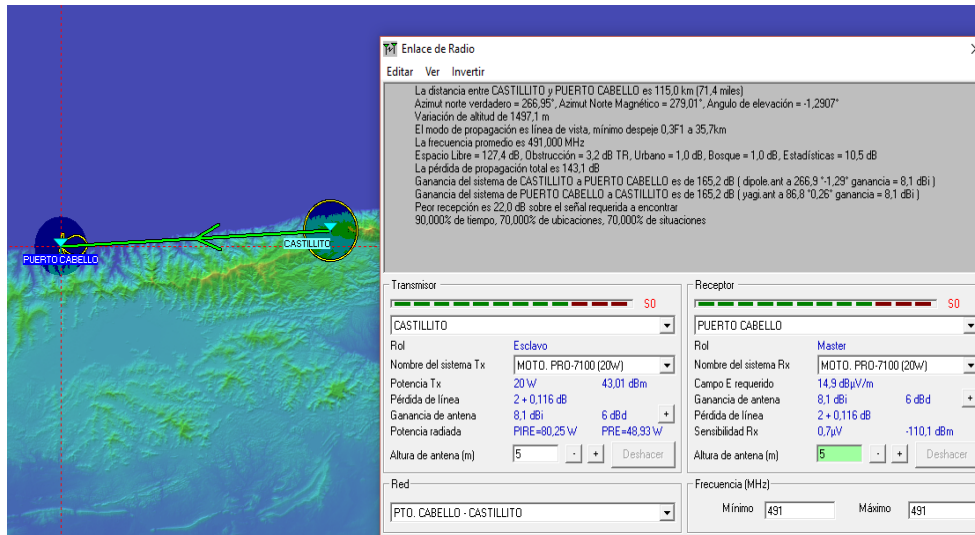 Enlace de Radio
Editar Ver Invertir
La distancia entre CASTILLITO y PUERTO CABELLO es 115,0 km (71,4 miles)
Azimut norte verdadero = 266,95°, Azimut Norte Magnético = 279,01°, Angulo de elevación = -1,2907°
Variación de altitud de 1497,1 m
El modo de propagación es línea de vista, mínimo despeje 0,3F1 a 35,7km
La frecuencia promedio es 491,000 MHz
Espacio Libre = 127,4 dB, Obstrucción = 3,2 dB TR, Urbano = 1,0 dB, Bosque = 1,0 dB, Estadísticas = 10,5 dB
La pérdida de propagación total es 143,1 dB
Ganancia del sistema de CASTILLITO a PUERTO CABELLO es de 165,2 dB ( dipole.ant a 266,9 °-1,29° ganancia = 8,1 dBi )
Ganancia del sistema de PUERTO CABELLO a CASTILLITO es de 165,2 dB ( yagi.ant a 86,8 °0,26° ganancia = 8,1 dBi )
Peor recepción es 22,0 dB sobre el señal requerida a encontrar
90,000% de tiempo, 70,000% de ubicaciones, 70,000% de situaciones
CASTILLITO
PUERTO CABELLO
Transmisor
S0
CASTILLITO
Rol Esclavo
Nombre del sistema Tx MOTO. PRO-7100 (20W)
Potencia Tx 20 W 43,01 dBm
Pérdida de línea 2 + 0,116 dB
Ganancia de antena 8,1 dBi 6 dBd +
Potencia radiada PIRE=80,25 W PRE=48,93 W
Altura de antena (m) 5 - + Deshacer
Receptor
S0
PUERTO CABELLO
Rol Master
Nombre del sistema Rx MOTO. PRO-7100 (20W)
Campo E requerido 14,9 dBµV/m
Ganancia de antena 8,1 dBi 6 dBd +
Pérdida de línea 2 + 0,116 dB
Sensibilidad Rx 0,7µV -110,1 dBm
Altura de antena (m) 5 - + Deshacer
Red
PTO. CABELLO - CASTILLITO
Frecuencia (MHz)
Mínimo 491 Máximo 491